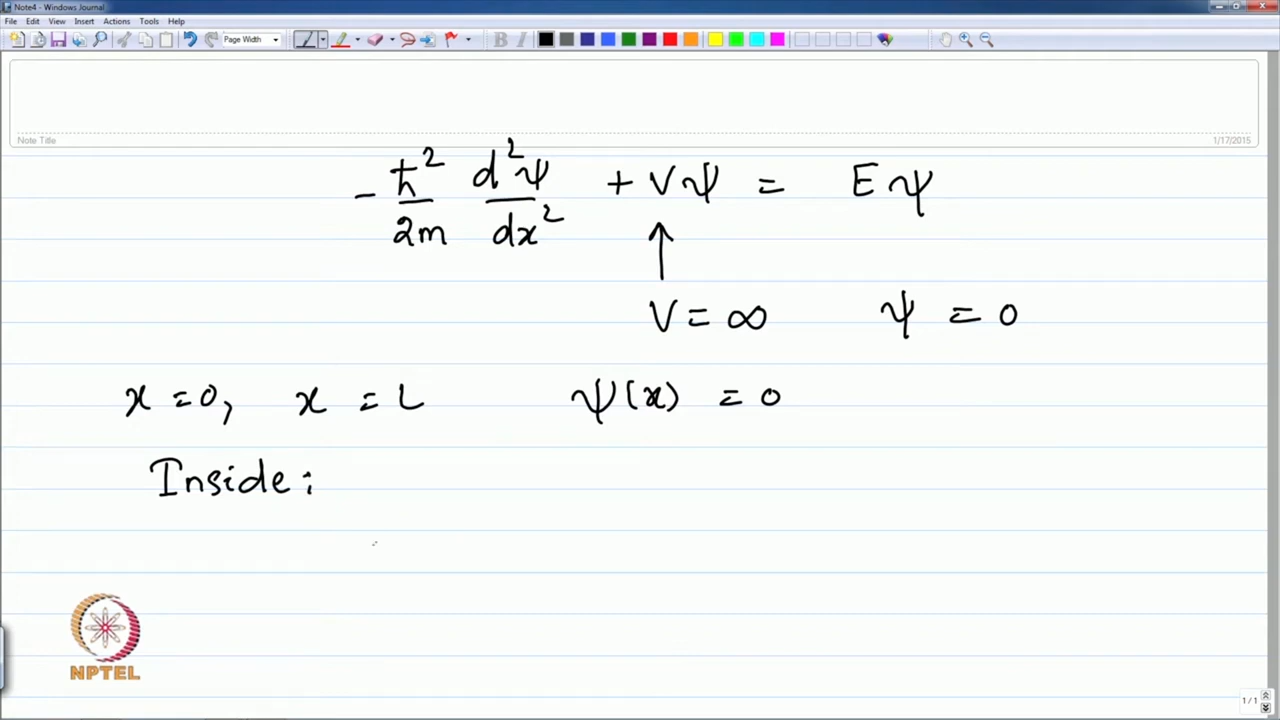 Note4 - Windows Journal
File Edit View Insert Actions Tools Help
Page Width
Note Title
1/17/2015
- ℏ²/2m d²ψ/dx² + Vψ = Eψ
V = ∞ ψ = 0
x = 0, x = L ψ(x) = 0
Inside :
NPTEL
1/1